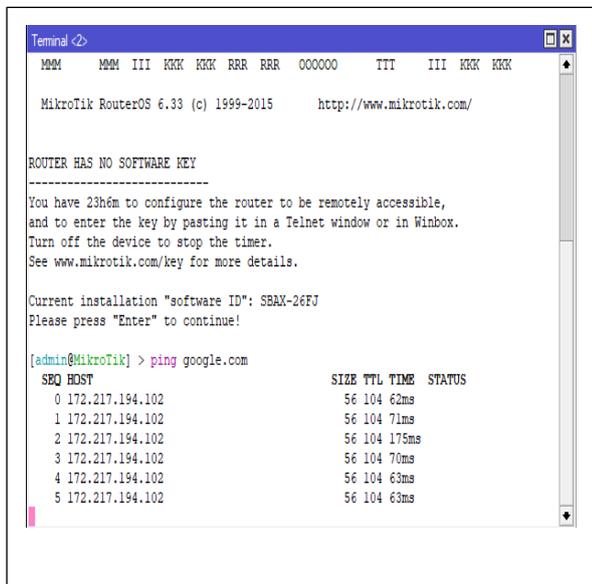 Terminal <2>
MMM MMM III KKK KKK RRR RRR OOOOOO TTT III KKK KKK
MikroTik RouterOS 6.33 (c) 1999-2015 http://www.mikrotik.com/
ROUTER HAS NO SOFTWARE KEY
----------------------------
You have 23h6m to configure the router to be remotely accessible,
and to enter the key by pasting it in a Telnet window or in Winbox.
Turn off the device to stop the timer.
See www.mikrotik.com/key for more details.
Current installation "software ID": SBAX-26FJ
Please press "Enter" to continue!
[admin@MikroTik] > ping google.com
SEQ HOST SIZE TTL TIME STATUS
0 172.217.194.102 56 104 62ms
1 172.217.194.102 56 104 71ms
2 172.217.194.102 56 104 175ms
3 172.217.194.102 56 104 70ms
4 172.217.194.102 56 104 63ms
5 172.217.194.102 56 104 63ms